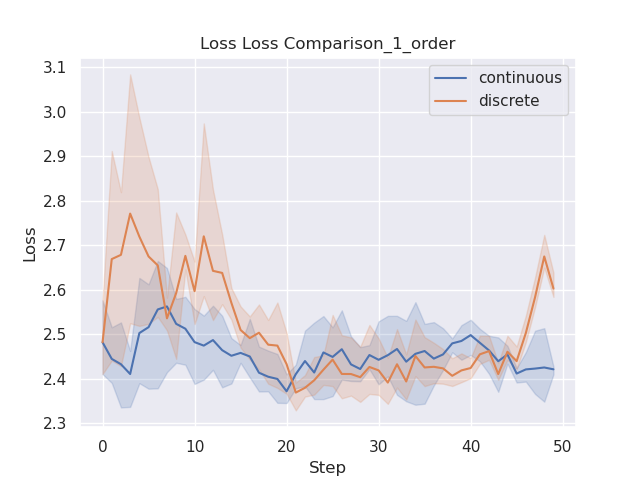 Loss Loss Comparison_1_order
continuous
discrete
3.1
3.0
2.9
2.8
2.7
2.6
2.5
2.4
2.3
Loss
0 10 20 30 40 50
Step